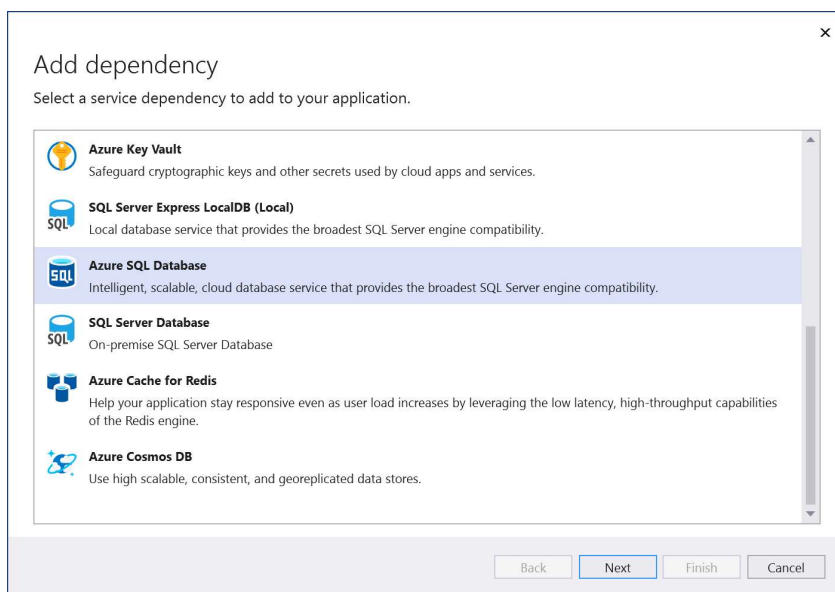 Add dependency
Select a service dependency to add to your application.
Azure Key Vault
Safeguard cryptographic keys and other secrets used by cloud apps and services.
SQL
SQL Server Express LocalDB (Local)
Local database service that provides the broadest SQL Server engine compatibility.
SQL
Azure SQL Database
Intelligent, scalable, cloud database service that provides the broadest SQL Server engine compatibility.
SQL
SQL Server Database
On-premise SQL Server Database
Azure Cache for Redis
Help your application stay responsive even as user load increases by leveraging the low latency, high-throughput capabilities
of the Redis engine.
Azure Cosmos DB
Use high scalable, consistent, and georeplicated data stores.
Back Next Finish Cancel